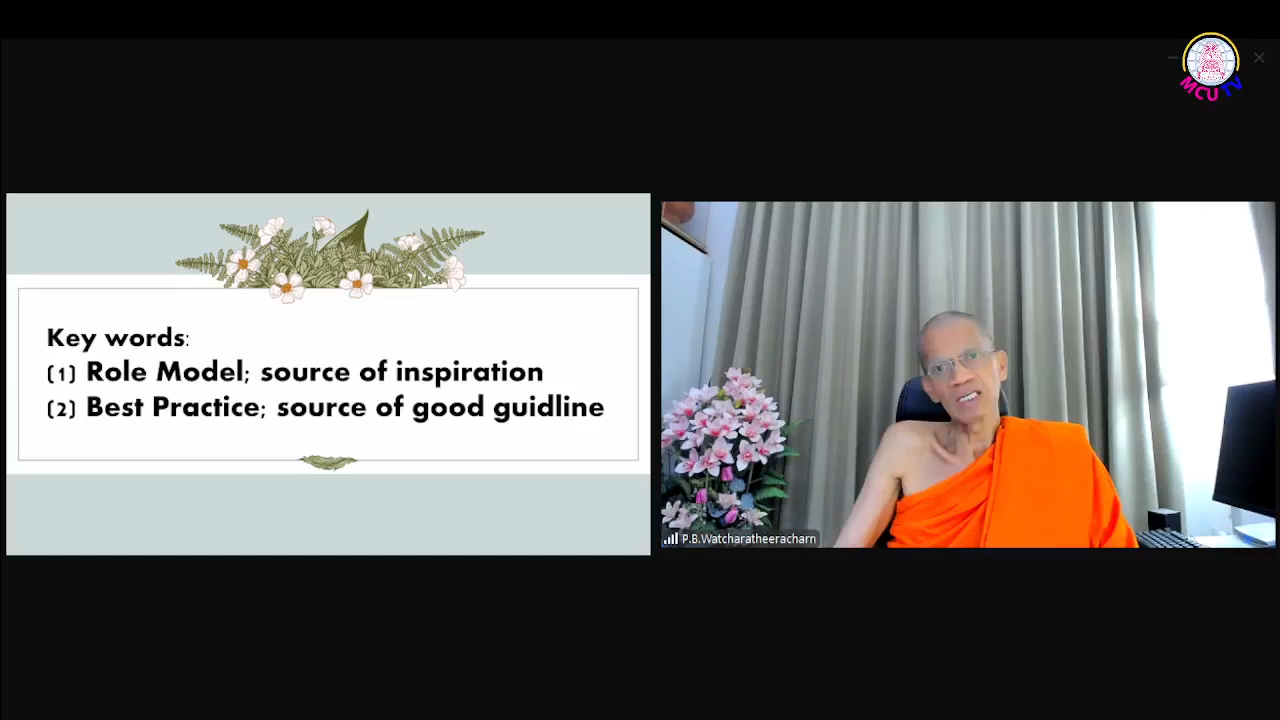 MCU TV
Key words:
(1) Role Model; source of inspiration
(2) Best Practice; source of good guidline
P.B.Watcharatheeracharn